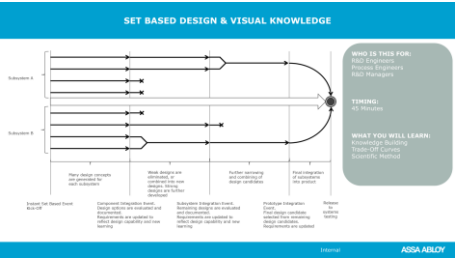 SET BASED DESIGN & VISUAL KNOWLEDGE
Subsystem A
Subsystem B
WHO IS THIS FOR:
R&D Engineers
Process Engineers
R&D Managers
TIMING:
45 Minutes
WHAT YOU WILL LEARN:
Knowledge Building
Trade-Off Curves
Scientific Method
Many design concepts
are generated for
each subsystem
Weak designs are
eliminated, or
combined into new
designs. Strong
designs are further
developed
Further narrowing
and combining of
design candidates
Final integration
of subsystems
into product
Kick Off
Component Integration Event:
Design options are evaluated and
documented.
Requirements are updated to
reflect design capability and new
learning
Subsystem Integration Event:
Remaining designs are evaluated
and documented.
Requirements are updated to
reflect design capability and new
learning
Prototype Integration
Event:
Final design candidate
selected from remaining
design candidates.
Requirements are updated
Release
to
systems
testing
Internal
ASSA ABLOY